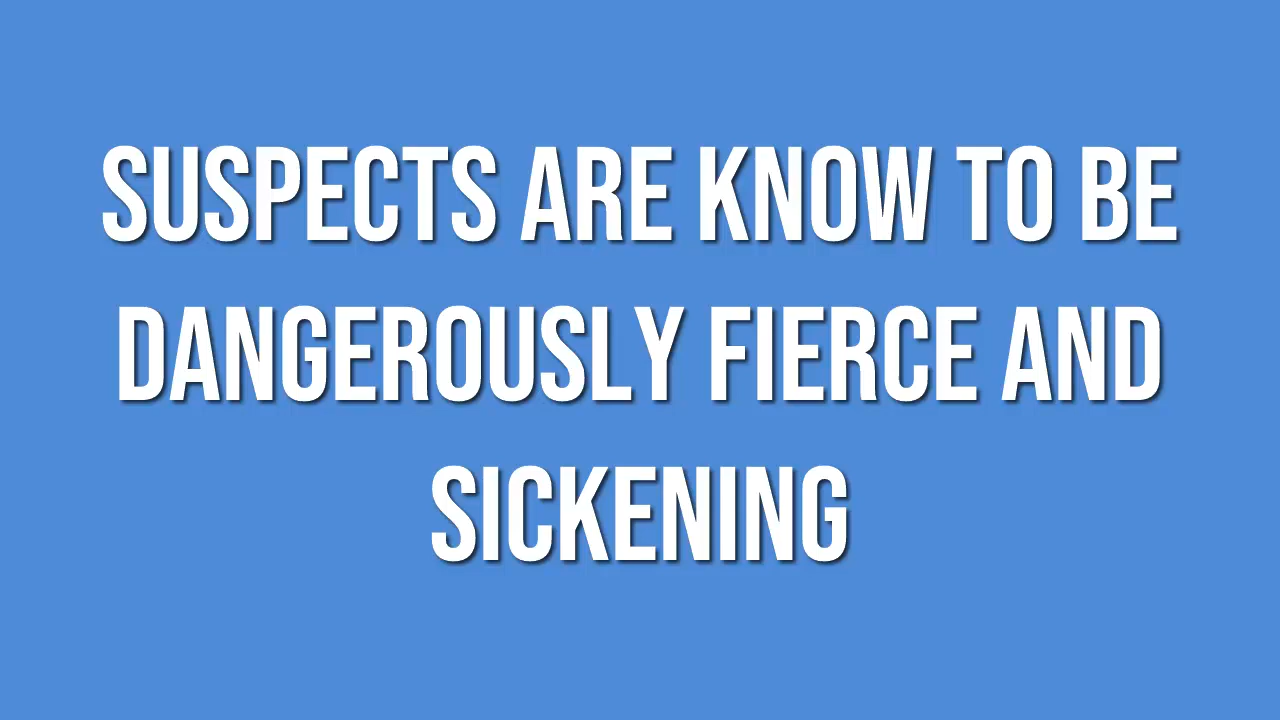 SUSPECTS ARE KNOW TO BE
DANGEROUSLY FIERCE AND
SICKENING